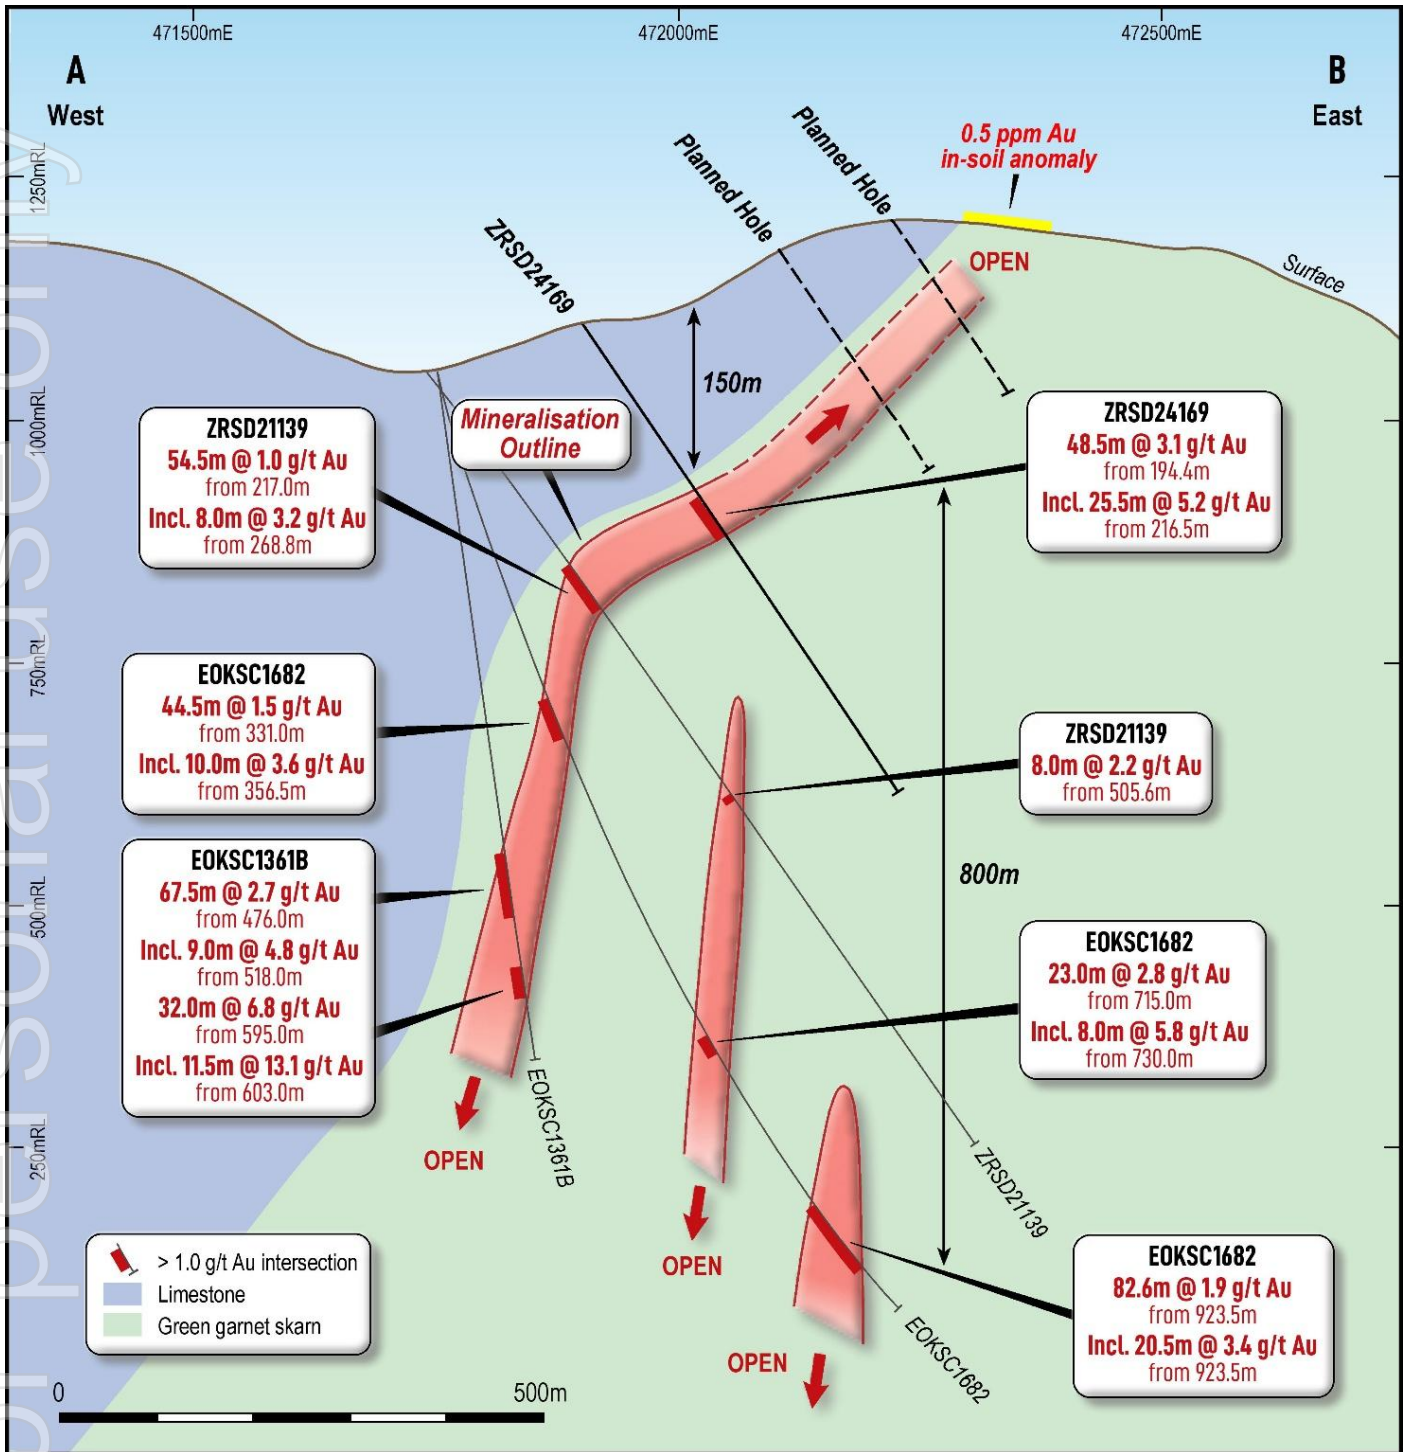 471500mE
472000mE
472500mE
A
West
B
East
0.5 ppm Au
in-soil anomaly
Planned Hole
Planned Hole
ZRSD24169
1250mRL
1000mRL
750mRL
500mRL
250mRL
OPEN
Surface
150m
Mineralisation
Outline
ZRSD21139
54.5m @ 1.0 g/t Au
from 217.0m
Incl. 8.0m @ 3.2 g/t Au
from 268.8m
ZRSD24169
48.5m @ 3.1 g/t Au
from 194.4m
Incl. 25.5m @ 5.2 g/t Au
from 216.5m
EOKSC1682
44.5m @ 1.5 g/t Au
from 331.0m
Incl. 10.0m @ 3.6 g/t Au
from 356.5m
ZRSD21139
8.0m @ 2.2 g/t Au
from 505.6m
EOKSC1361B
67.5m @ 2.7 g/t Au
from 476.0m
Incl. 9.0m @ 4.8 g/t Au
from 518.0m
32.0m @ 6.8 g/t Au
from 595.0m
Incl. 11.5m @ 13.1 g/t Au
from 603.0m
800m
EOKSC1682
23.0m @ 2.8 g/t Au
from 715.0m
Incl. 8.0m @ 5.8 g/t Au
from 730.0m
EOKSC1361B
OPEN
ZRSD21139
OPEN
EOKSC1682
82.6m @ 1.9 g/t Au
from 923.5m
Incl. 20.5m @ 3.4 g/t Au
from 923.5m
EOKSC1682
OPEN
> 1.0 g/t Au intersection
Limestone
Green garnet skarn
0
500m
or personal use only